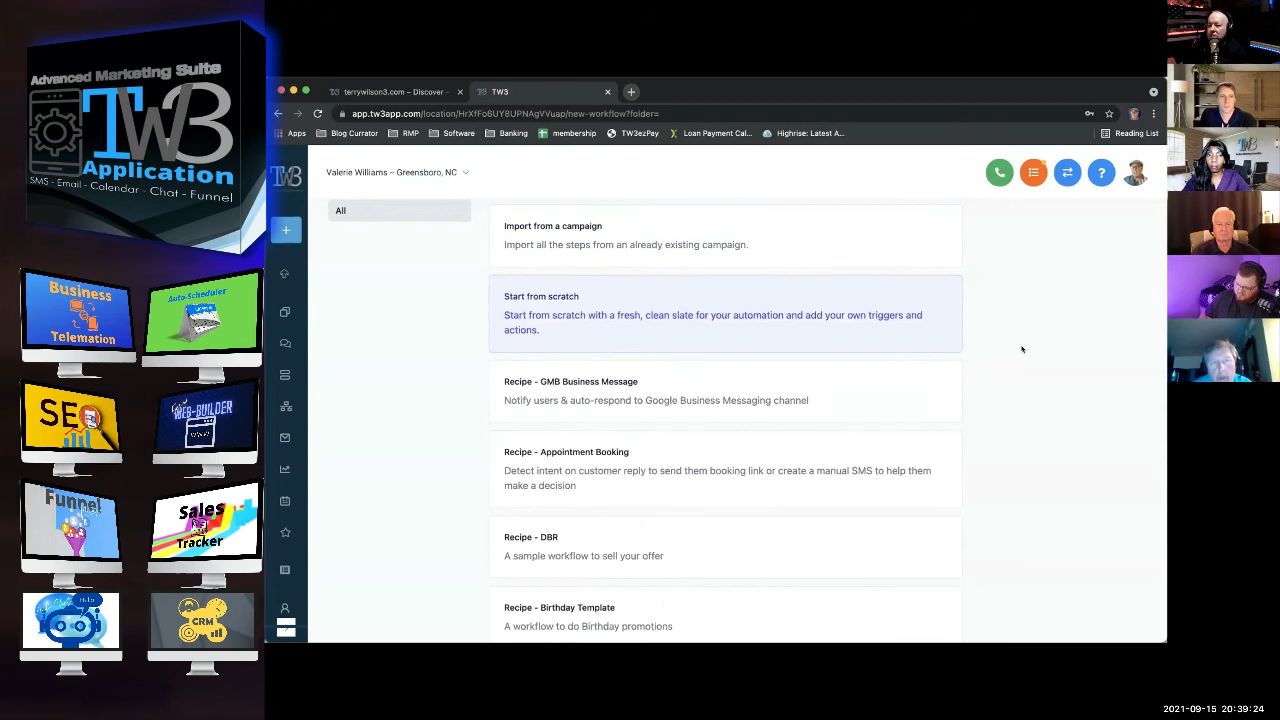 Advanced Marketing Suite
TW3
Application
SMS - Email - Calendar - Chat - Funnel
Business
Telemation
Auto-Scheduler
SEO
WEB-BUILDER
WWW
Funnel
Sales
Tracker
Help
CRM
terrywilson3.com – Discover
TW3
app.tw3app.com/location/HrXfFo6UY8UPNAgVVuap/new-workflow?folder=
Apps
Blog Currator
RMP
Software
Banking
membership
TW3ezPay
Loan Payment Cal...
Highrise: Latest A...
Reading List
TW3
Valerie Williams -- Greensboro, NC
All
Import from a campaign
Import all the steps from an already existing campaign.
Start from scratch
Start from scratch with a fresh, clean slate for your automation and add your own triggers and
actions.
Recipe - GMB Business Message
Notify users & auto-respond to Google Business Messaging channel
Recipe - Appointment Booking
Detect intent on customer reply to send them booking link or create a manual SMS to help them
make a decision
Recipe - DBR
A sample workflow to sell your offer
Recipe - Birthday Template
A workflow to do Birthday promotions
2021-09-15 20:39:24